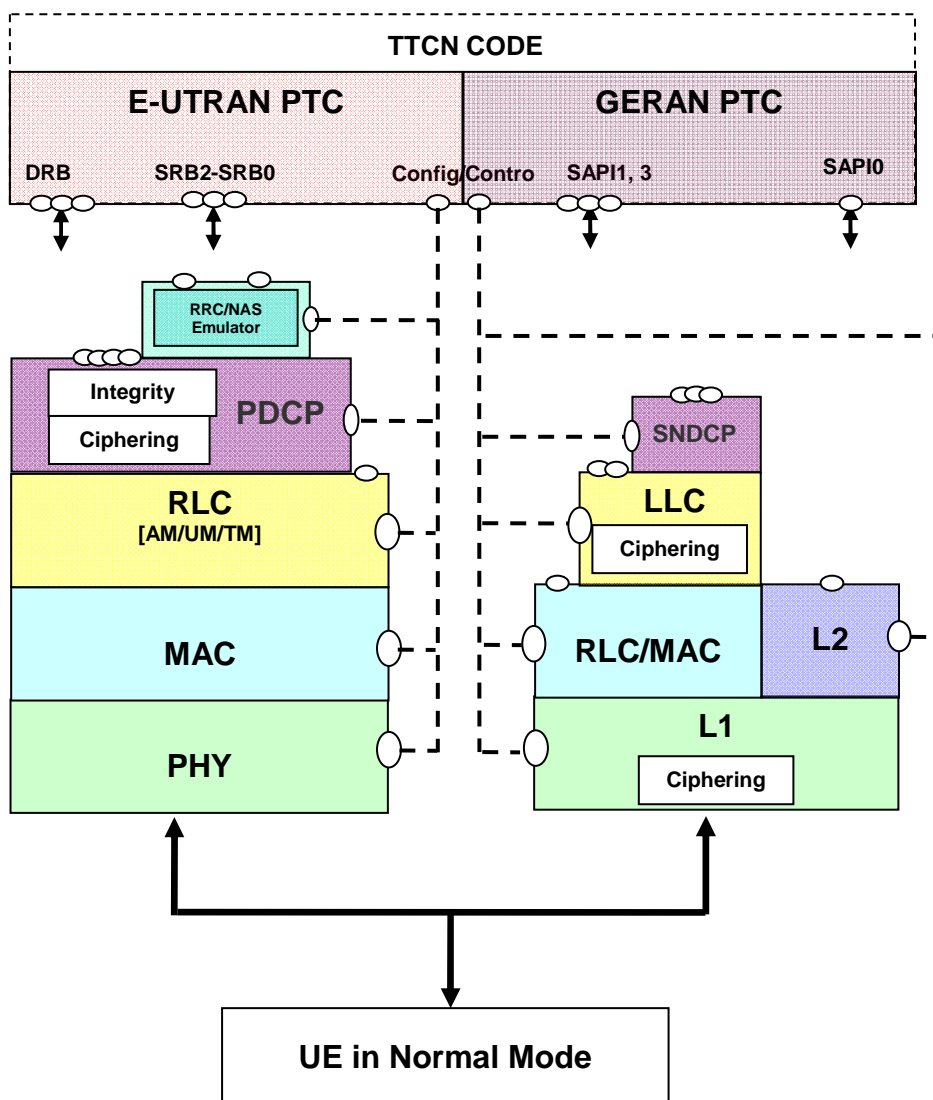 TTCN CODE
E-UTRAN PTC
GERAN PTC
DRB
SRB2-SRB0
Config/Contro
SAPI1, 3
SAPI0
RRC/NAS
Emulator
Integrity
Ciphering
PDCP
SNDCP
RLC
[AM/UM/TM]
LLC
Ciphering
MAC
RLC/MAC
L2
PHY
L1
Ciphering
UE in Normal Mode